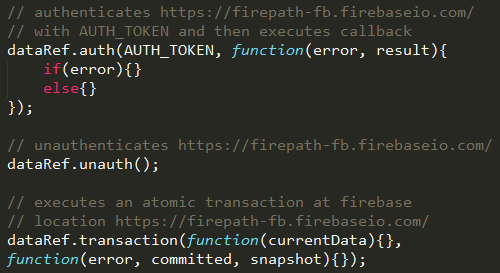 // authenticates https://firepath-fb.firebaseio.com/
// with AUTH_TOKEN and then executes callback
dataRef.auth(AUTH_TOKEN, function(error, result){
    if(error){}
    else{}
});

// unauthenticates https://firepath-fb.firebaseio.com/
dataRef.unauth();

// executes an atomic transaction at firebase
// location https://firepath-fb.firebaseio.com/
dataRef.transaction(function(currentData){},
function(error, committed, snapshot){});